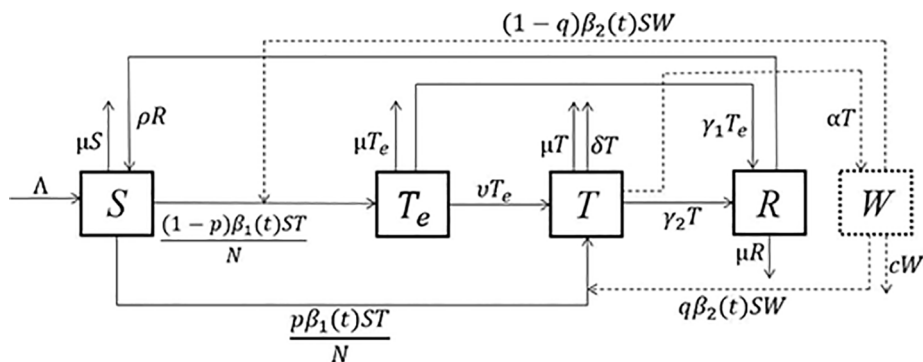 (1-q)β₂(t)SW
ρR
μS
μTₑ
μT
δT
γ₁Tₑ
αT
Λ
S
Tₑ
υTₑ
T
γ₂T
R
W
(1-p)β₁(t)ST
N
μR
cW
qβ₂(t)SW
pβ₁(t)ST
N